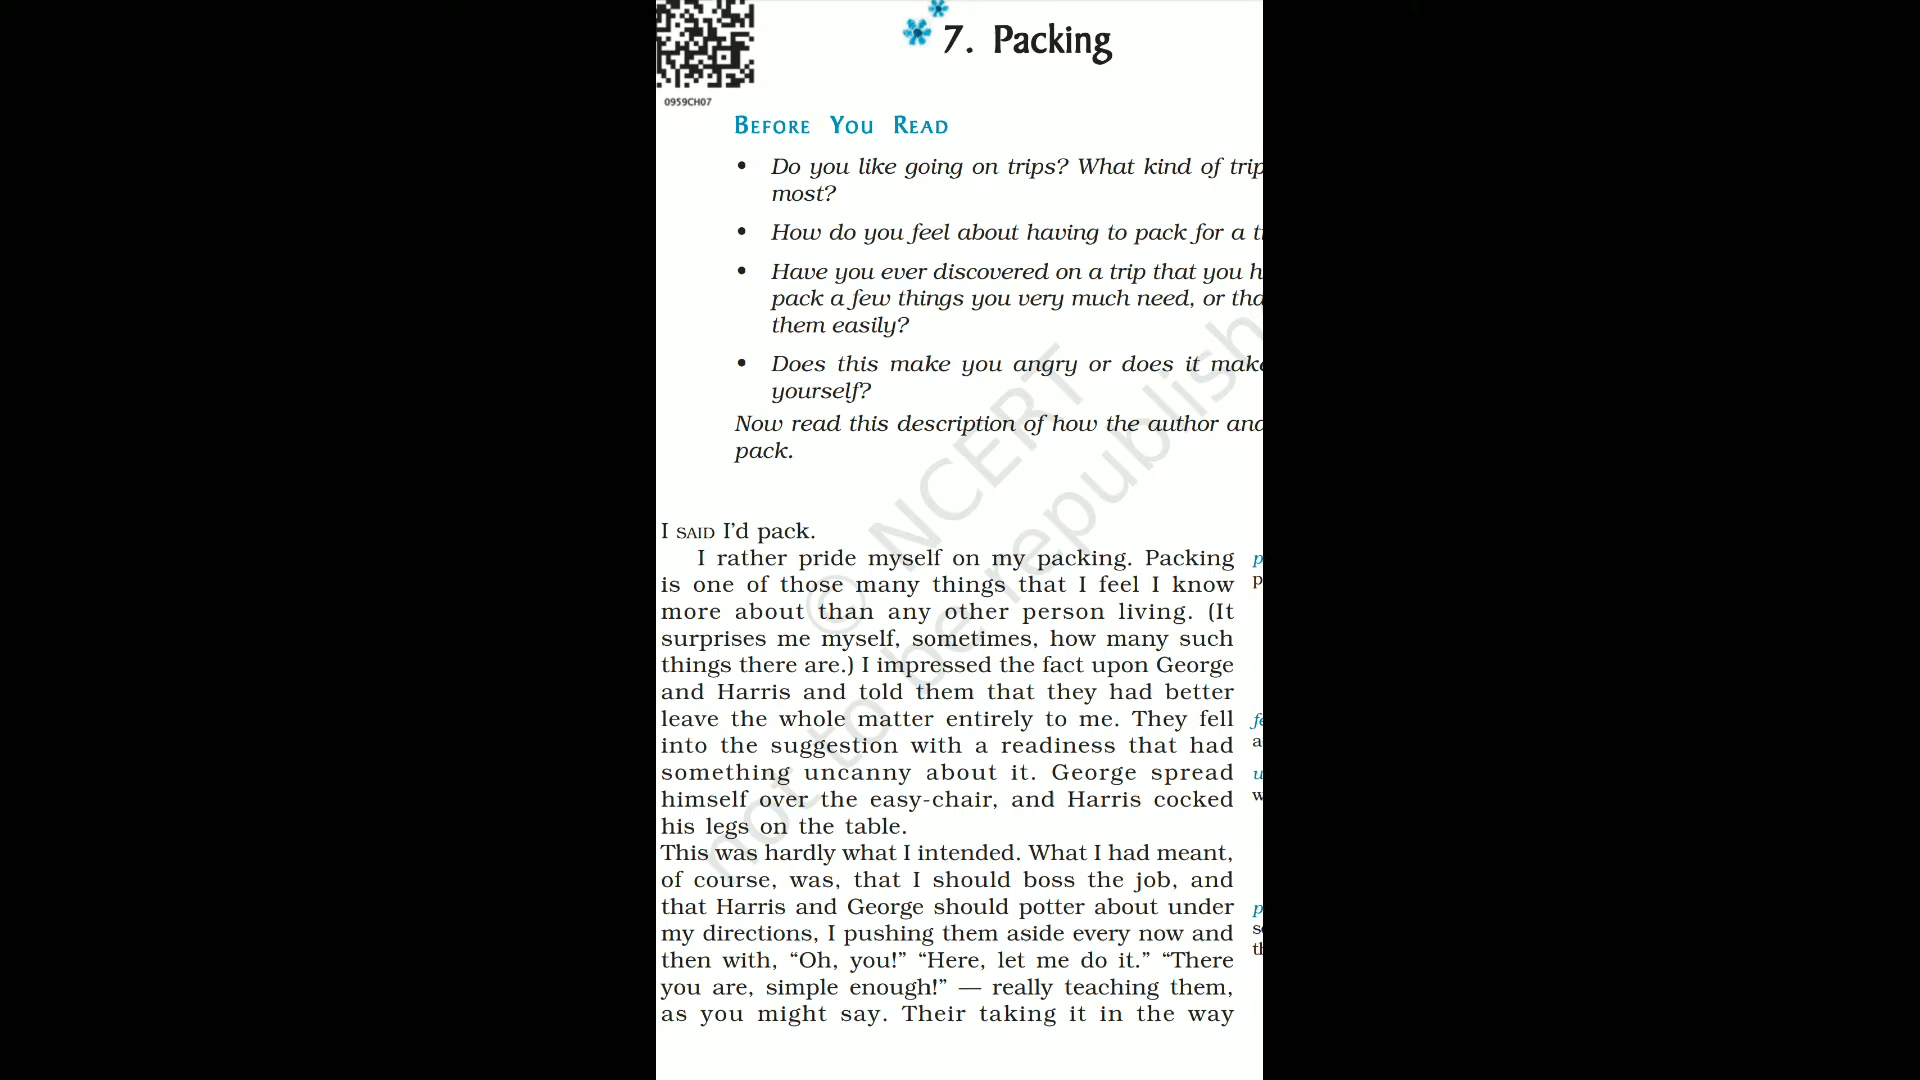 7. Packing
0959CH07
BEFORE YOU READ
• Do you like going on trips? What kind of trip
most?
• How do you feel about having to pack for a
• Have you ever discovered on a trip that you
pack a few things you very much need, or
them easily?
• Does this make you angry or does it make
yourself?
Now read this description of how the author and
pack.
I SAID I’d pack.
I rather pride myself on my packing. Packing
is one of those many things that I feel I know
more about than any other person living. (It
surprises me myself, sometimes, how many such
things there are.) I impressed the fact upon George
and Harris and told them that they had better
leave the whole matter entirely to me. They fell
into the suggestion with a readiness that had
something uncanny about it. George spread
himself over the easy-chair, and Harris cocked
his legs on the table.
This was hardly what I intended. What I had meant,
of course, was, that I should boss the job, and
that Harris and George should potter about under
my directions, I pushing them aside every now and
then with, “Oh, you!” “Here, let me do it.” “There
you are, simple enough!” — really teaching them,
as you might say. Their taking it in the way
© NCERT
not to be republish